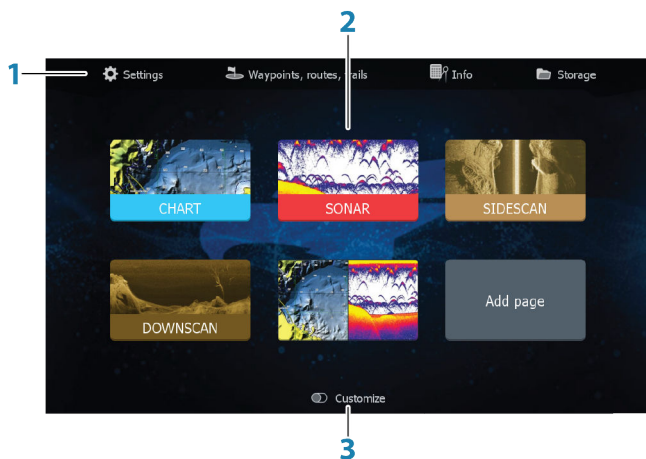 2
1
Settings
Waypoints, routes, trails
Info
Storage
CHART
SONAR
SIDESCAN
DOWNSCAN
Add page
Customize
3